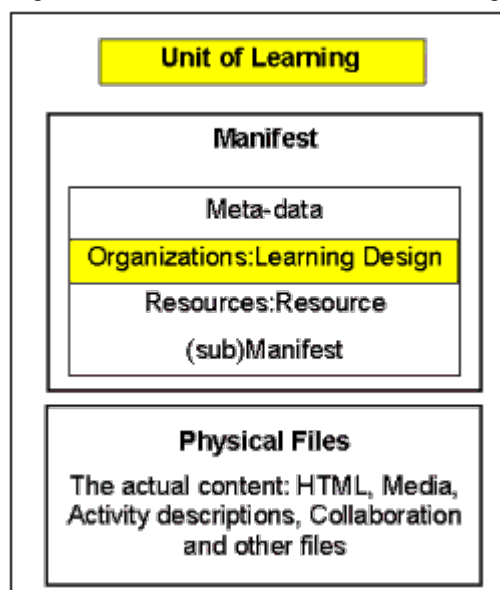 Unit of Learning
Manifest
Meta-data
Organizations:Learning Design
Resources:Resource
(sub)Manifest
Physical Files
The actual content: HTML, Media,
Activity descriptions, Collaboration
and other files